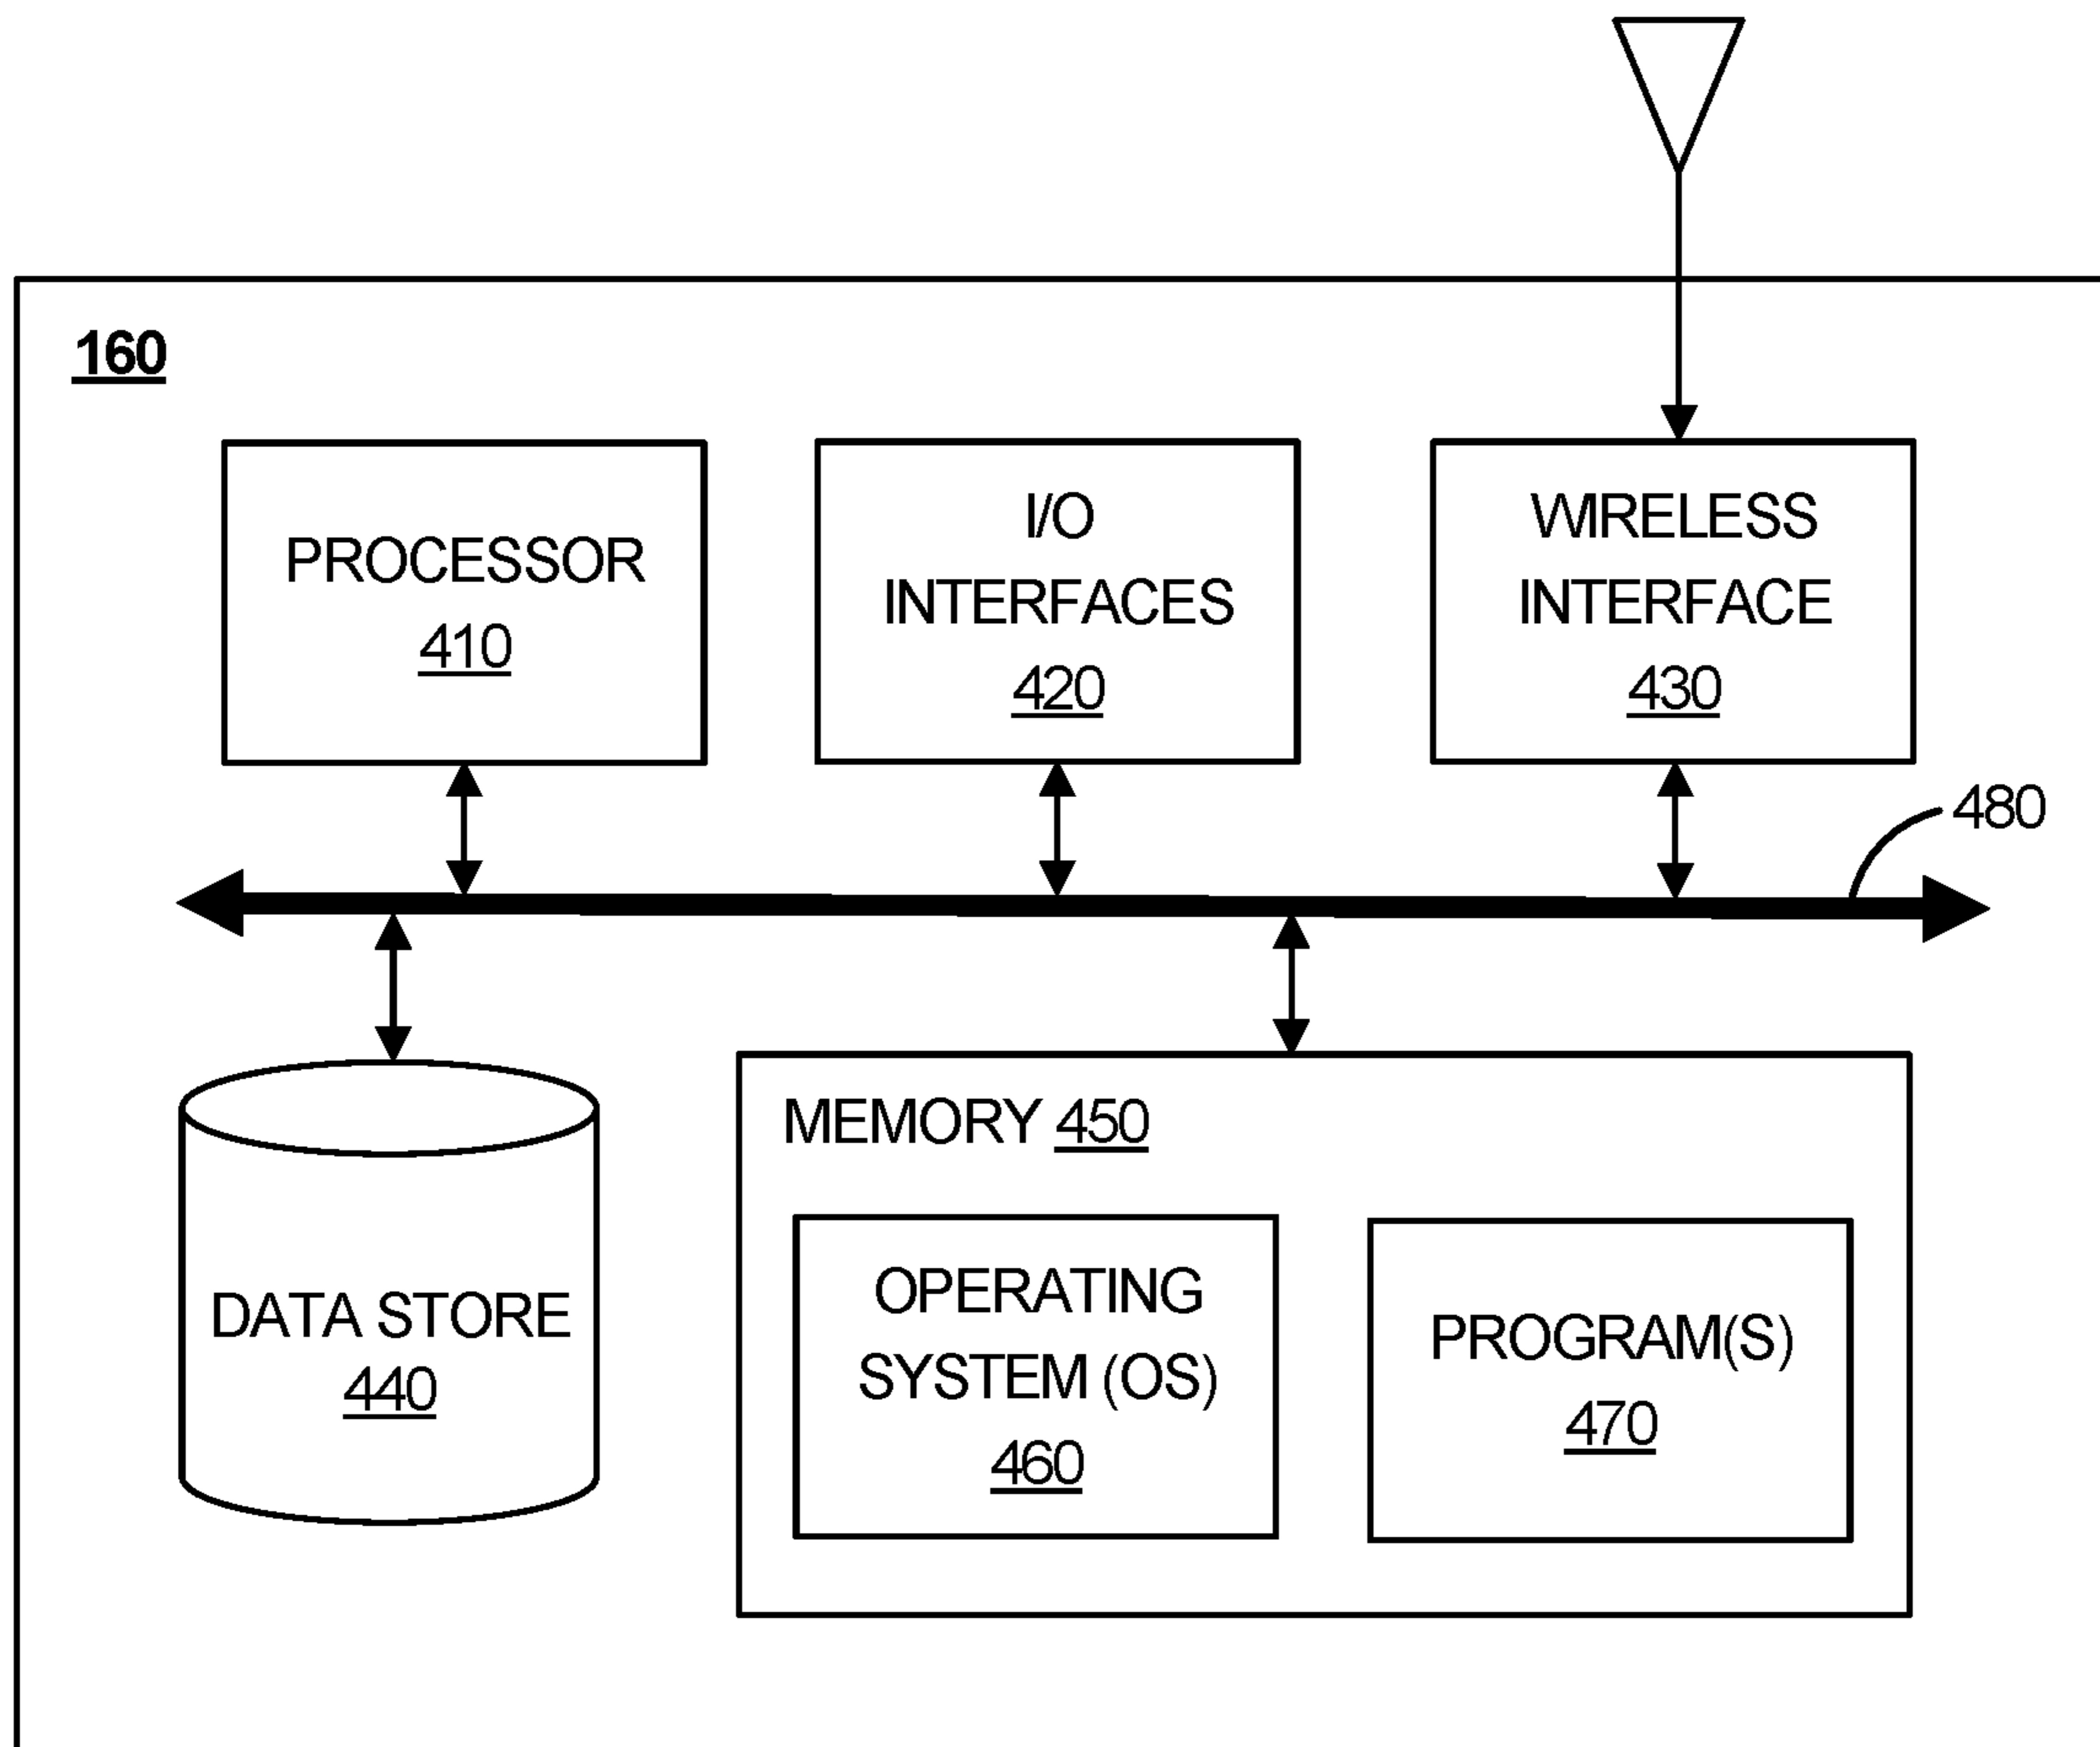 160
PROCESSOR
410
I/O
INTERFACES
420
WIRELESS
INTERFACE
430
480
DATA STORE
440
MEMORY 450
OPERATING
SYSTEM (OS)
460
PROGRAM(S)
470